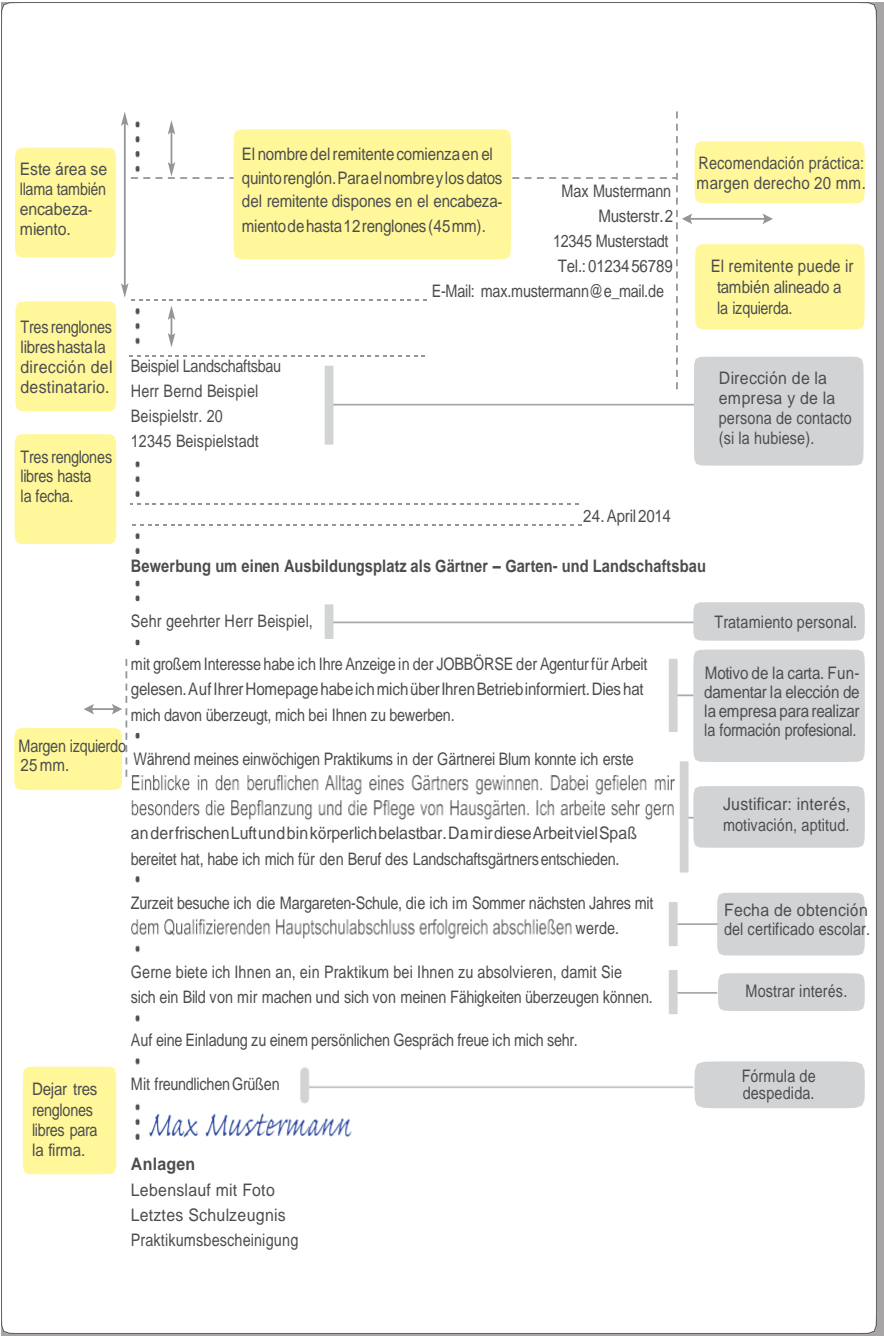 Este área se
llama también
encabeza-
miento.
El nombre del remitente comienza en el
quinto renglón. Para el nombre y los datos
del remitente dispones en el encabeza-
miento de hasta 12 renglones (45 mm).
Max Mustermann
Musterstr. 2
12345 Musterstadt
Tel.: 01234 56789
E-Mail: max.mustermann@e_mail.de
Recomendación práctica:
margen derecho 20 mm.
El remitente puede ir
también alineado a
la izquierda.
Tres renglones
libres hasta la
dirección del
destinatario.
Beispiel Landschaftsbau
Herr Bernd Beispiel
Beispielstr. 20
12345 Beispielstadt
Dirección de la
empresa y de la
persona de contacto
(si la hubiese).
Tres renglones
libres hasta
la fecha.
24. April 2014
Bewerbung um einen Ausbildungsplatz als Gärtner – Garten- und Landschaftsbau
Sehr geehrter Herr Beispiel,
Tratamiento personal.
mit großem Interesse habe ich Ihre Anzeige in der JOBBÖRSE der Agentur für Arbeit
gelesen. Auf Ihrer Homepage habe ich mich über Ihren Betrieb informiert. Dies hat
mich davon überzeugt, mich bei Ihnen zu bewerben.
Motivo de la carta. Fun-
damentar la elección de
la empresa para realizar
la formación profesional.
Margen izquierdo
25 mm.
Während meines einwöchigen Praktikums in der Gärtnerei Blum konnte ich erste
Einblicke in den beruflichen Alltag eines Gärtners gewinnen. Dabei gefielen mir
besonders die Bepflanzung und die Pflege von Hausgärten. Ich arbeite sehr gern
an der frischen Luft und bin körperlich belastbar. Da mir diese Arbeit viel Spaß
bereitet hat, habe ich mich für den Beruf des Landschaftsgärtners entschieden.
Justificar: interés,
motivación, aptitud.
Zurzeit besuche ich die Margareten-Schule, die ich im Sommer nächsten Jahres mit
dem Qualifizierenden Hauptschulabschluss erfolgreich abschließen werde.
Fecha de obtención
del certificado escolar.
Gerne biete ich Ihnen an, ein Praktikum bei Ihnen zu absolvieren, damit Sie
sich ein Bild von mir machen und sich von meinen Fähigkeiten überzeugen können.
Mostrar interés.
Auf eine Einladung zu einem persönlichen Gespräch freue ich mich sehr.
Mit freundlichen Grüßen
Fórmula de
despedida.
Dejar tres
renglones
libres para
la firma.
Max Mustermann
Anlagen
Lebenslauf mit Foto
Letztes Schulzeugnis
Praktikumsbescheinigung